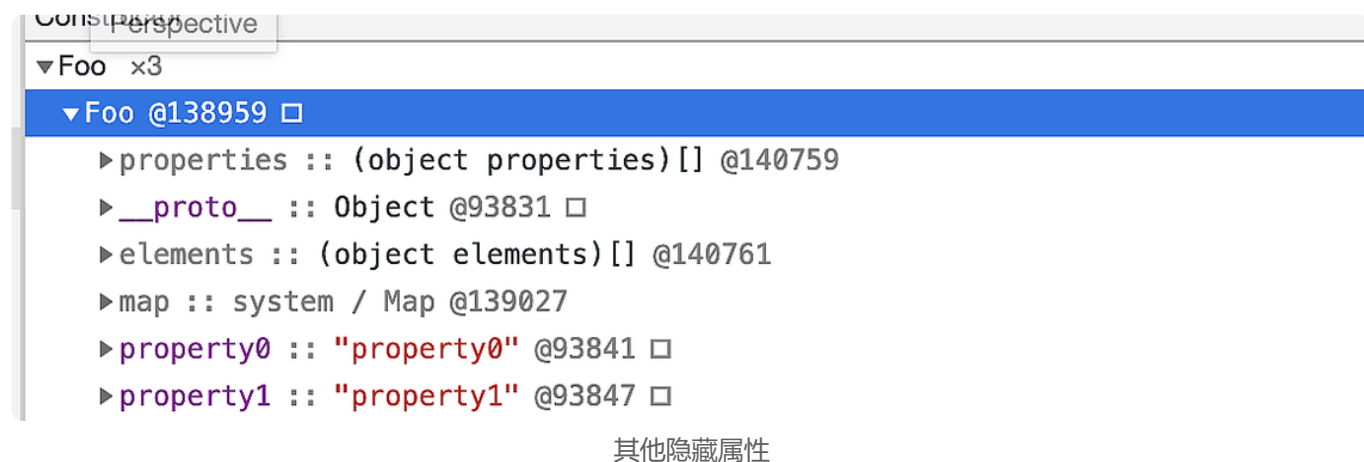 Constructor
Perspective
▼Foo ×3
▼Foo @138959 □
▶properties :: (object properties)[] @140759
▶__proto__ :: Object @93831 □
▶elements :: (object elements)[] @140761
▶map :: system / Map @139027
▶property0 :: "property0" @93841 □
▶property1 :: "property1" @93847 □
其他隐藏属性